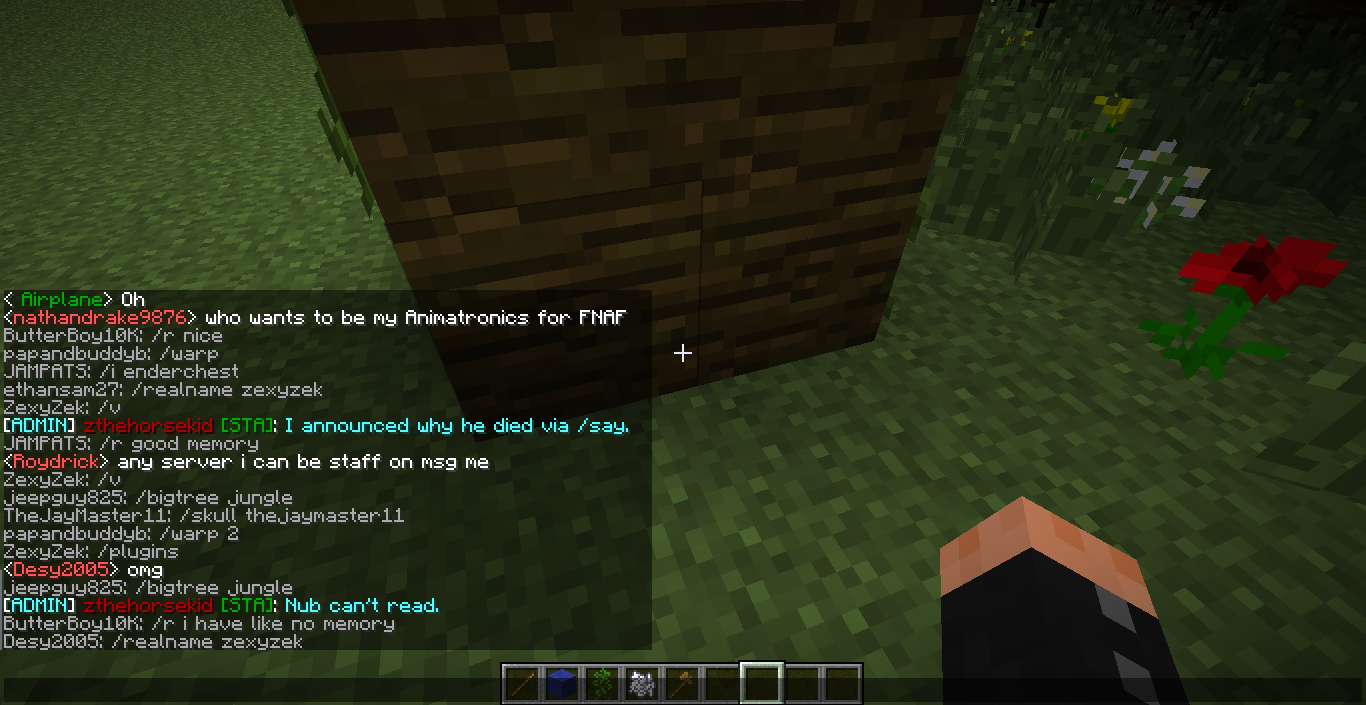 < Airplane> Oh
<nathandrake9876> who wants to be my Animatronics for FNAF
ButterBoy10K: /r nice
papandbuddyb: /warp
JAMPATS: /i enderchest
ethansam27: /realname zexyzek
ZexyZek: /v
[ADMIN] zthehorsekid [STA]: I announced why he died via /say.
JAMPATS: /r good memory
<Roydrick> any server i can be staff on msg me
ZexyZek: /v
jeepguy825: /bigtree jungle
TheJayMaster11: /skull thejaymaster11
papandbuddyb: /warp 2
ZexyZek: /plugins
<Desy2005> omg
jeepguy825: /bigtree jungle
[ADMIN] zthehorsekid [STA]: Nub can't read.
ButterBoy10K: /r i have like no memory
Desy2005: /realname zexyzek